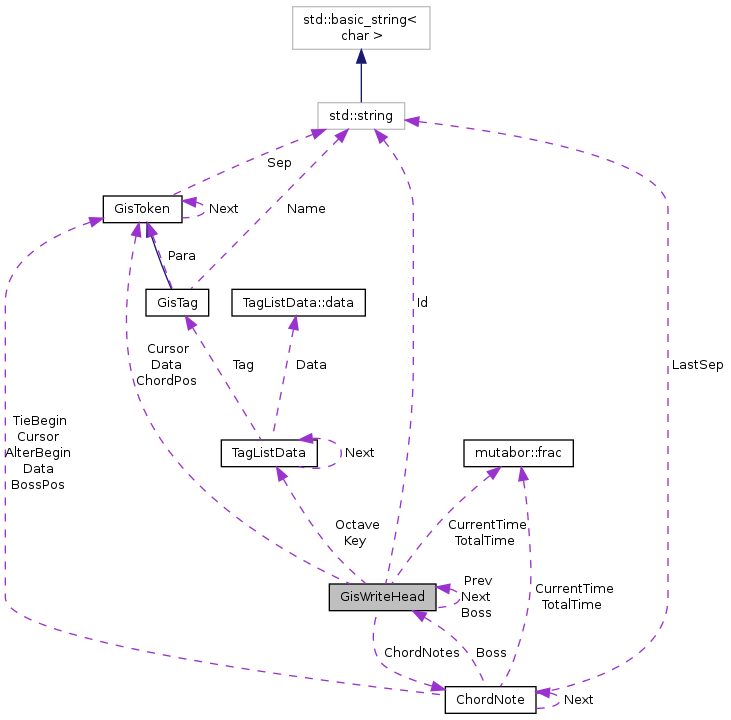 std::basic_string<
char >
std::string
Sep
GisToken
Next
Name
Para
GisTag
TagListData::data
Cursor
Data
ChordPos
Tag
Data
Id
LastSep
TieBegin
Cursor
AlterBegin
Data
BossPos
TagListData
Next
mutabor::frac
Octave
Key
CurrentTime
TotalTime
GisWriteHead
Prev
Next
Boss
CurrentTime
TotalTime
ChordNotes
Boss
ChordNote
Next